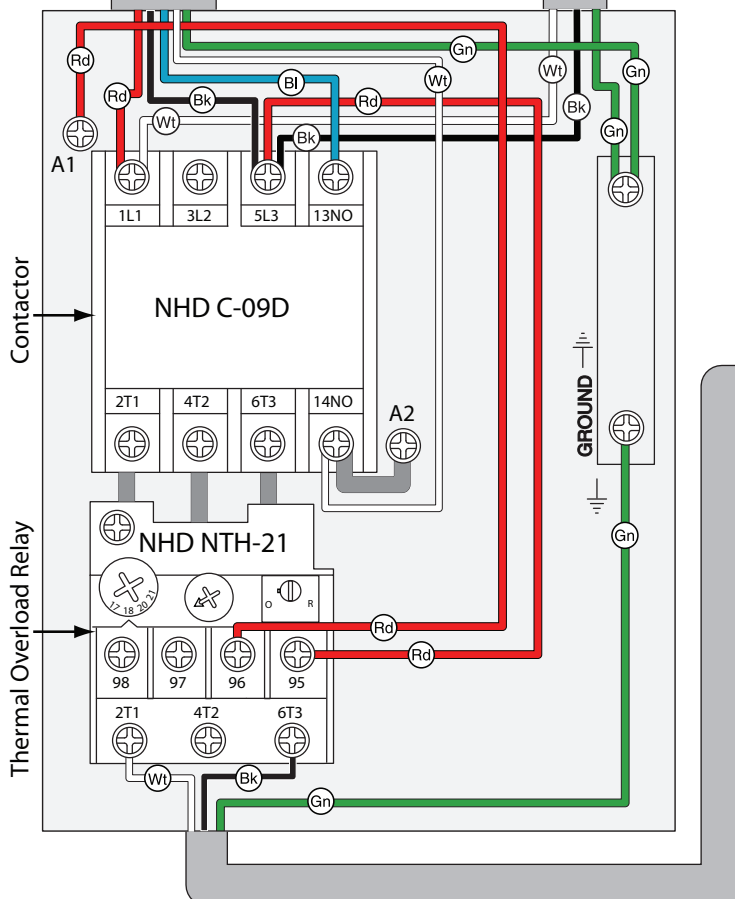 Gn
Rd
Wt
Wt
Gn
Rd
Bl
Bk
Rd
Bk
Wt
Bk
Gn
A1
1L1 3L2 5L3 13NO
Contactor
NHD C-09D
GROUND
2T1 4T2 6T3 14NO
A2
Thermal Overload Relay
NHD NTH-21
Gn
17 18 20 21
O R
Rd
Rd
98 97 96 95
2T1 4T2 6T3
Wt
Bk
Gn